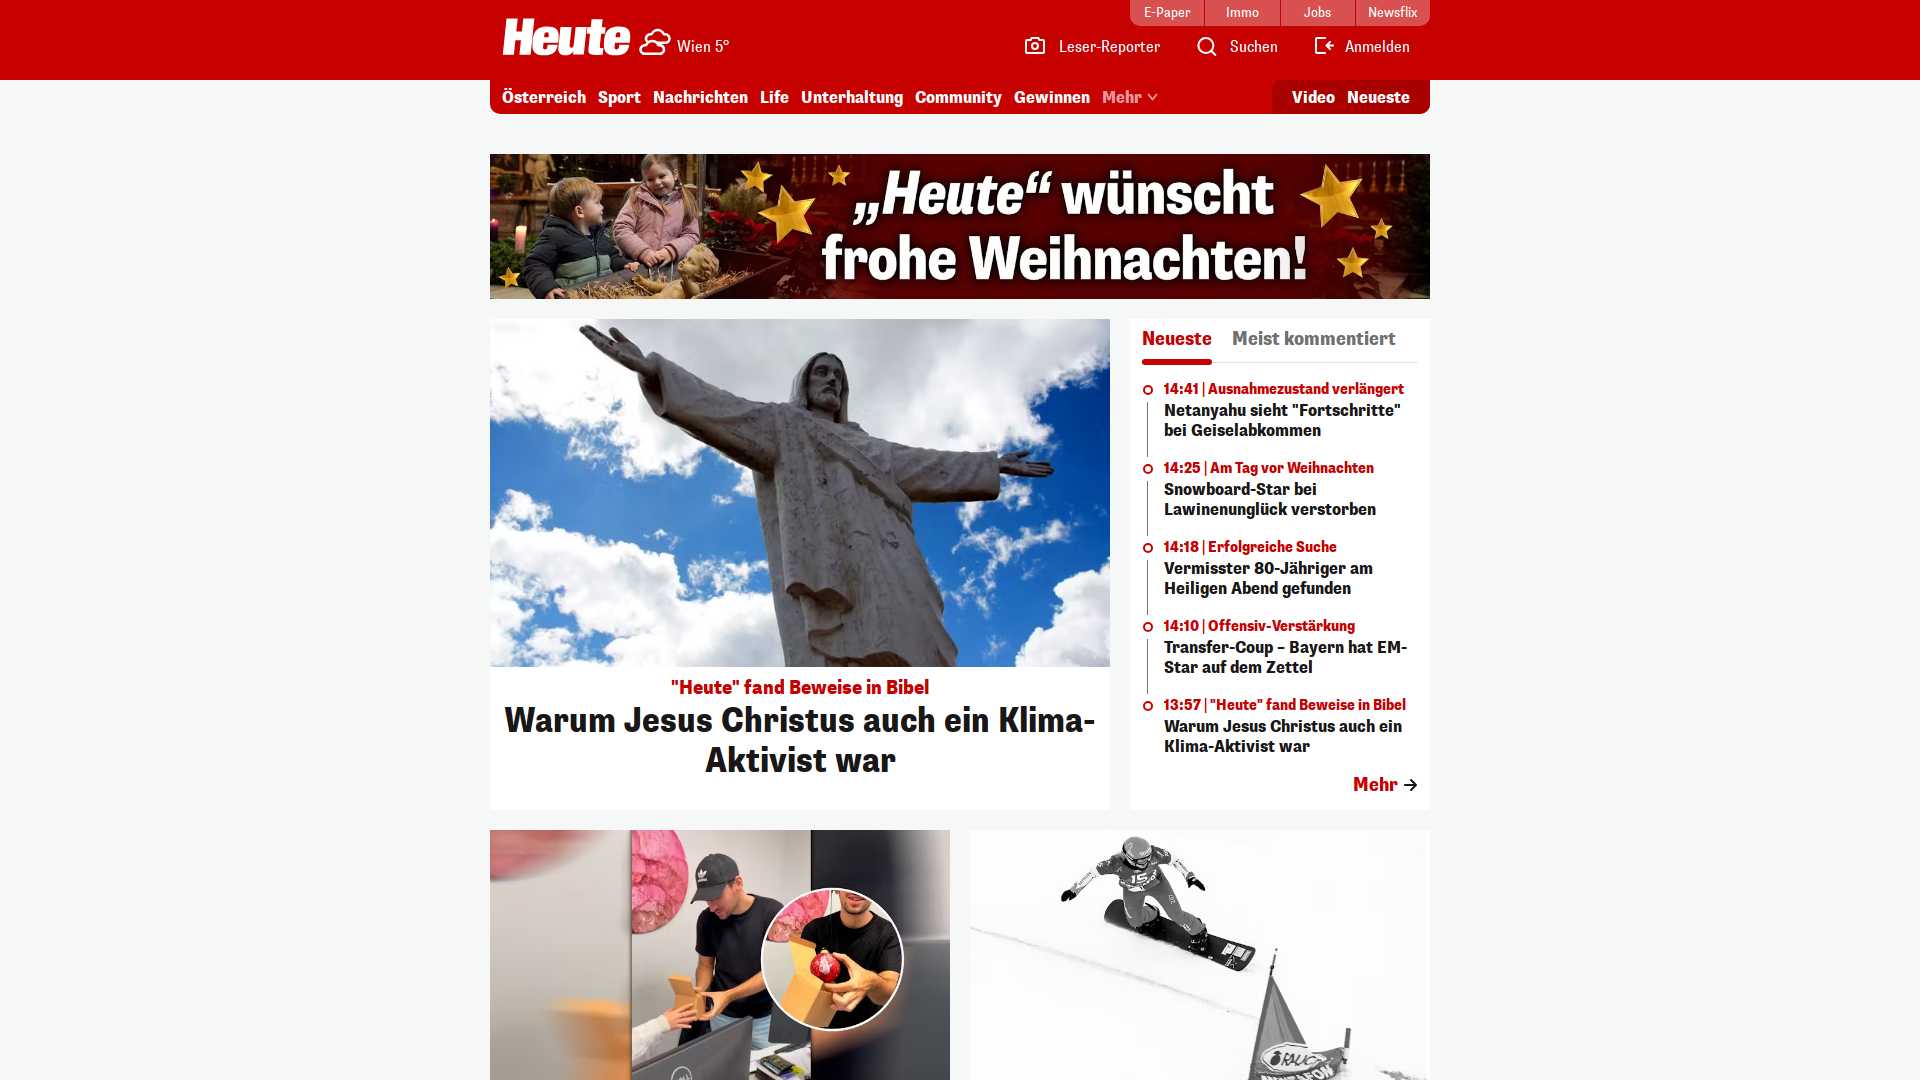 E-Paper
Immo
Jobs
Newsflix
Heute
Wien 5°
Leser-Reporter
Suchen
Anmelden
Österreich
Sport
Nachrichten
Life
Unterhaltung
Community
Gewinnen
Mehr
Video
Neueste
„Heute“ wünscht
frohe Weihnachten!
"Heute" fand Beweise in Bibel
Warum Jesus Christus auch ein Klima-
Aktivist war
Neueste
Meist kommentiert
14:41 | Ausnahmezustand verlängert
Netanyahu sieht "Fortschritte"
bei Geiselabkommen
14:25 | Am Tag vor Weihnachten
Snowboard-Star bei
Lawinenunglück verstorben
14:18 | Erfolgreiche Suche
Vermisster 80-Jähriger am
Heiligen Abend gefunden
14:10 | Offensiv-Verstärkung
Transfer-Coup – Bayern hat EM-
Star auf dem Zettel
13:57 | "Heute" fand Beweise in Bibel
Warum Jesus Christus auch ein
Klima-Aktivist war
Mehr
15
RAUCH